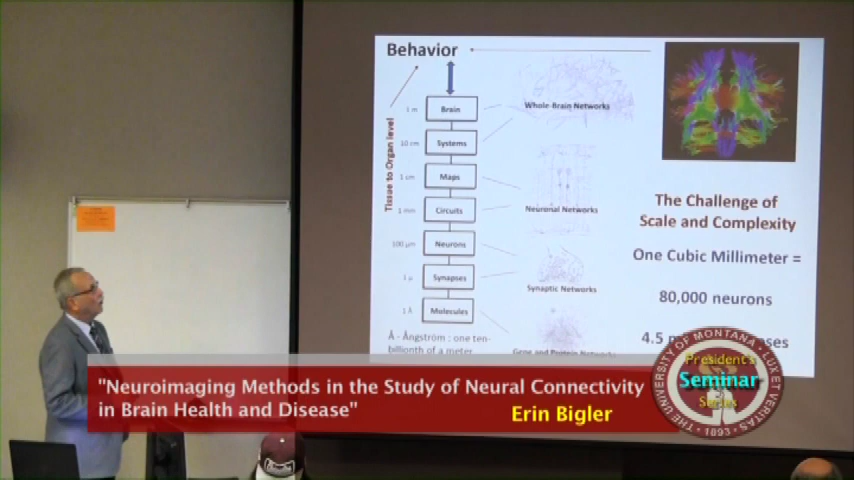 Behavior
Tissue to Organ level
1 m
Brain
Whole-Brain Networks
10 cm
Systems
1 cm
Maps
1 mm
Circuits
Neuronal Networks
100 µm
Neurons
1 µ
Synapses
Synaptic Networks
1 Å
Molecules
Gene and Protein Networks
Å - Ångstrom : one ten-
billionth of a meter
The Challenge of
Scale and Complexity
One Cubic Millimeter =
80,000 neurons
4.5
"Neuroimaging Methods in the Study of Neural Connectivity
in Brain Health and Disease"
Erin Bigler
THE UNIVERSITY OF MONTANA
LUX ET VERITAS
1893
President's
Seminar
Series